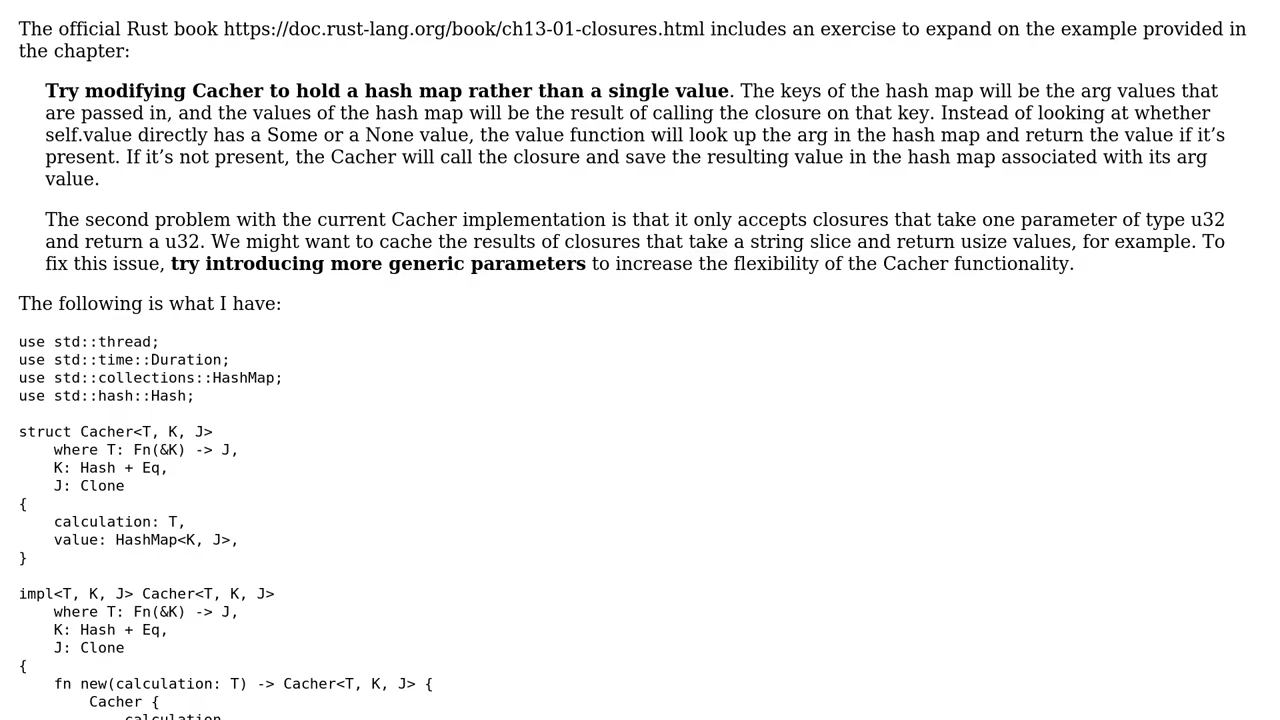 The official Rust book https://doc.rust-lang.org/book/ch13-01-closures.html includes an exercise to expand on the example provided in
the chapter:
Try modifying Cacher to hold a hash map rather than a single value. The keys of the hash map will be the arg values that
are passed in, and the values of the hash map will be the result of calling the closure on that key. Instead of looking at whether
self.value directly has a Some or a None value, the value function will look up the arg in the hash map and return the value if it’s
present. If it’s not present, the Cacher will call the closure and save the resulting value in the hash map associated with its arg
value.
The second problem with the current Cacher implementation is that it only accepts closures that take one parameter of type u32
and return a u32. We might want to cache the results of closures that take a string slice and return usize values, for example. To
fix this issue, try introducing more generic parameters to increase the flexibility of the Cacher functionality.
The following is what I have:
use std::thread;
use std::time::Duration;
use std::collections::HashMap;
use std::hash::Hash;
struct Cacher<T, K, J>
    where T: Fn(&K) -> J,
    K: Hash + Eq,
    J: Clone
{
    calculation: T,
    value: HashMap<K, J>,
}
impl<T, K, J> Cacher<T, K, J>
    where T: Fn(&K) -> J,
    K: Hash + Eq,
    J: Clone
{
    fn new(calculation: T) -> Cacher<T, K, J> {
        Cacher {
            calculation,